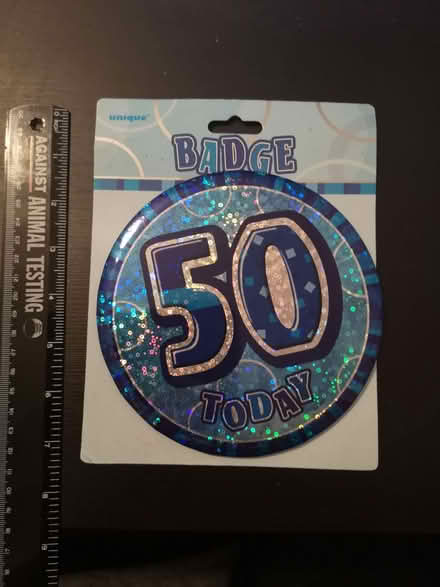 unique
BADGE
50
TODAY
AGAINST ANIMAL TESTING